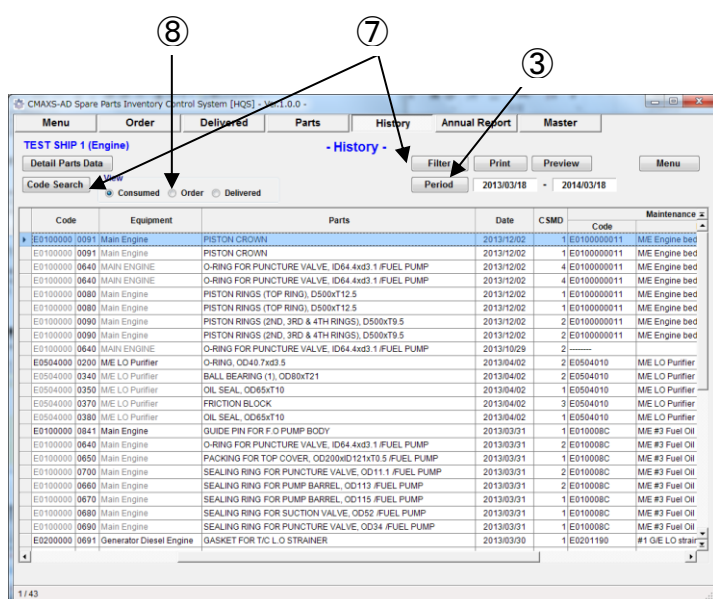 ⑧ ⑦
③
CMAXS-AD Spare Parts Inventory Control System [HQS] - Ver.1.0.0 -
Menu Order Delivered Parts History Annual Report Master
TEST SHIP 1 (Engine) - History -
Detail Parts Data Filter Print Preview Menu
Code Search View Consumed Order Delivered Period 2013/03/18 - 2014/03/18
Code Equipment Parts Date CSMD Maintenance
Code
E0100000 0091 Main Engine PISTON CROWN 2013/12/02 1 E0100000011 M/E Engine bed
E0100000 0091 Main Engine PISTON CROWN 2013/12/02 1 E0100000011 M/E Engine bed
E0100000 0640 MAIN ENGINE O-RING FOR PUNCTURE VALVE, ID64.4xd3.1 /FUEL PUMP 2013/12/02 4 E0100000011 M/E Engine bed
E0100000 0640 MAIN ENGINE O-RING FOR PUNCTURE VALVE, ID64.4xd3.1 /FUEL PUMP 2013/12/02 4 E0100000011 M/E Engine bed
E0100000 0080 Main Engine PISTON RINGS (TOP RING), D500xT12.5 2013/12/02 1 E0100000011 M/E Engine bed
E0100000 0080 Main Engine PISTON RINGS (TOP RING), D500xT12.5 2013/12/02 1 E0100000011 M/E Engine bed
E0100000 0090 Main Engine PISTON RINGS (2ND, 3RD & 4TH RINGS), D500xT9.5 2013/12/02 2 E0100000011 M/E Engine bed
E0100000 0090 Main Engine PISTON RINGS (2ND, 3RD & 4TH RINGS), D500xT9.5 2013/12/02 2 E0100000011 M/E Engine bed
E0100000 0640 MAIN ENGINE O-RING FOR PUNCTURE VALVE, ID64.4xd3.1 /FUEL PUMP 2013/10/29 2 --------
E0504000 0200 M/E LO Purifier O-RING, OD40.7xd3.5 2013/04/02 2 E0504010 M/E LO Purifier
E0504000 0340 M/E LO Purifier BALL BEARING (1), OD80xT21 2013/04/02 2 E0504010 M/E LO Purifier
E0504000 0350 M/E LO Purifier OIL SEAL, OD65xT10 2013/04/02 1 E0504010 M/E LO Purifier
E0504000 0370 M/E LO Purifier FRICTION BLOCK 2013/04/02 3 E0504010 M/E LO Purifier
E0504000 0380 M/E LO Purifier OIL SEAL, OD65xT10 2013/04/02 1 E0504010 M/E LO Purifier
E0100000 0841 Main Engine GUIDE PIN FOR F.O PUMP BODY 2013/03/31 1 E010008C M/E #3 Fuel Oil
E0100000 0640 Main Engine O-RING FOR PUNCTURE VALVE, ID64.4xd3.1 /FUEL PUMP 2013/03/31 2 E010008C M/E #3 Fuel Oil
E0100000 0650 Main Engine PACKING FOR TOP COVER, OD200xID121xT0.5 /FUEL PUMP 2013/03/31 1 E010008C M/E #3 Fuel Oil
E0100000 0700 Main Engine SEALING RING FOR PUNCTURE VALVE, OD11.1 /FUEL PUMP 2013/03/31 2 E010008C M/E #3 Fuel Oil
E0100000 0660 Main Engine SEALING RING FOR PUMP BARREL, OD113 /FUEL PUMP 2013/03/31 2 E010008C M/E #3 Fuel Oil
E0100000 0670 Main Engine SEALING RING FOR PUMP BARREL, OD115 /FUEL PUMP 2013/03/31 1 E010008C M/E #3 Fuel Oil
E0100000 0680 Main Engine SEALING RING FOR SUCTION VALVE, OD52 /FUEL PUMP 2013/03/31 1 E010008C M/E #3 Fuel Oil
E0100000 0690 Main Engine SEALING RING FOR PUNCTURE VALVE, OD34 /FUEL PUMP 2013/03/31 1 E010008C M/E #3 Fuel Oil
E0200000 0691 Generator Diesel Engine GASKET FOR T/C L.O STRAINER 2013/03/30 1 E0201190 #1 G/E LO strair
1 / 43